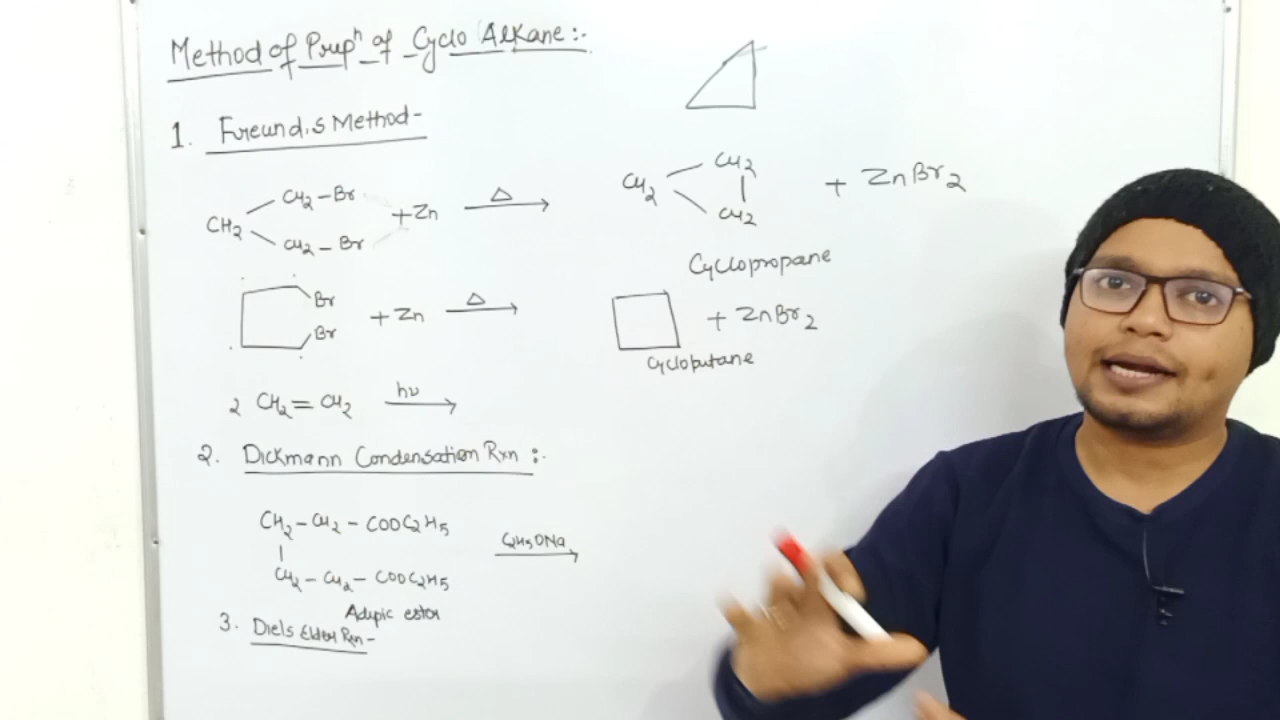 Method of Prepⁿ of Cyclo Alkane:-
1. Freund,s Method-
CH2-Br
CH2 + Zn △ →
CH2-Br
CH2
CH2 + ZnBr2
CH2
Cyclopropane
Br
Br
+ Zn △ →
+ ZnBr2
Cyclobutane
2 CH2=CH2 hν →
2. Dickmann Condensation Rxn :-
CH2-CH2-COOC2H5
C2H5ONa →
CH2-CH2-COOC2H5
Adipic ester
3. Diels Elder Rxn-